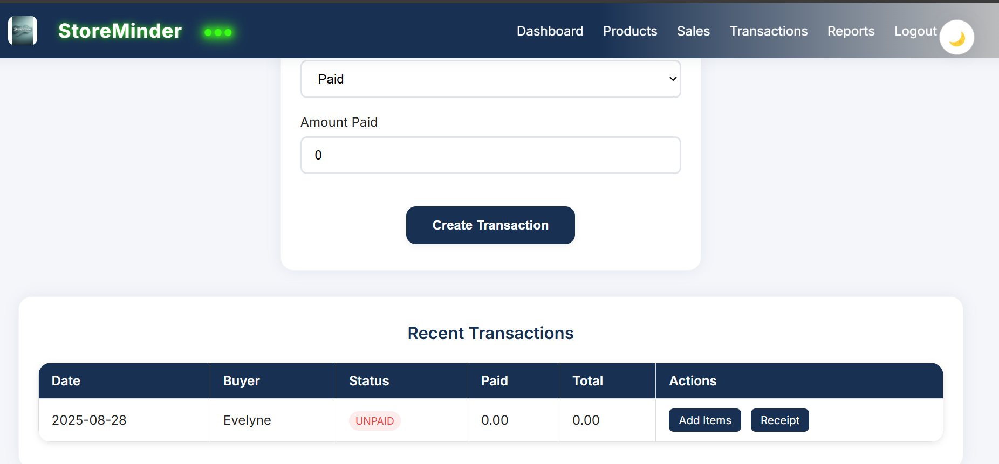 StoreMinder
Dashboard Products Sales Transactions Reports Logout
Paid
Amount Paid
0
Create Transaction
Recent Transactions
Date Buyer Status Paid Total Actions
2025-08-28 Evelyne UNPAID 0.00 0.00 Add Items Receipt